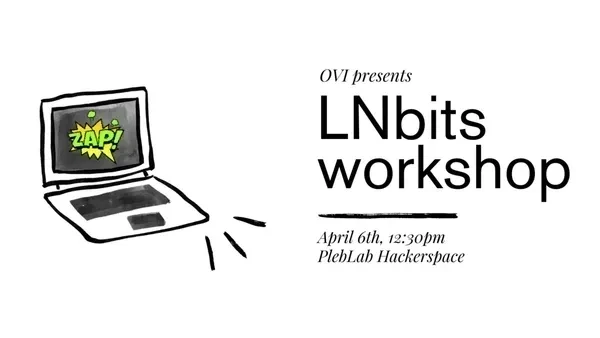 ZAP!
OVI presents
LNbits
workshop
April 6th, 12:30pm
PlebLab Hackerspace